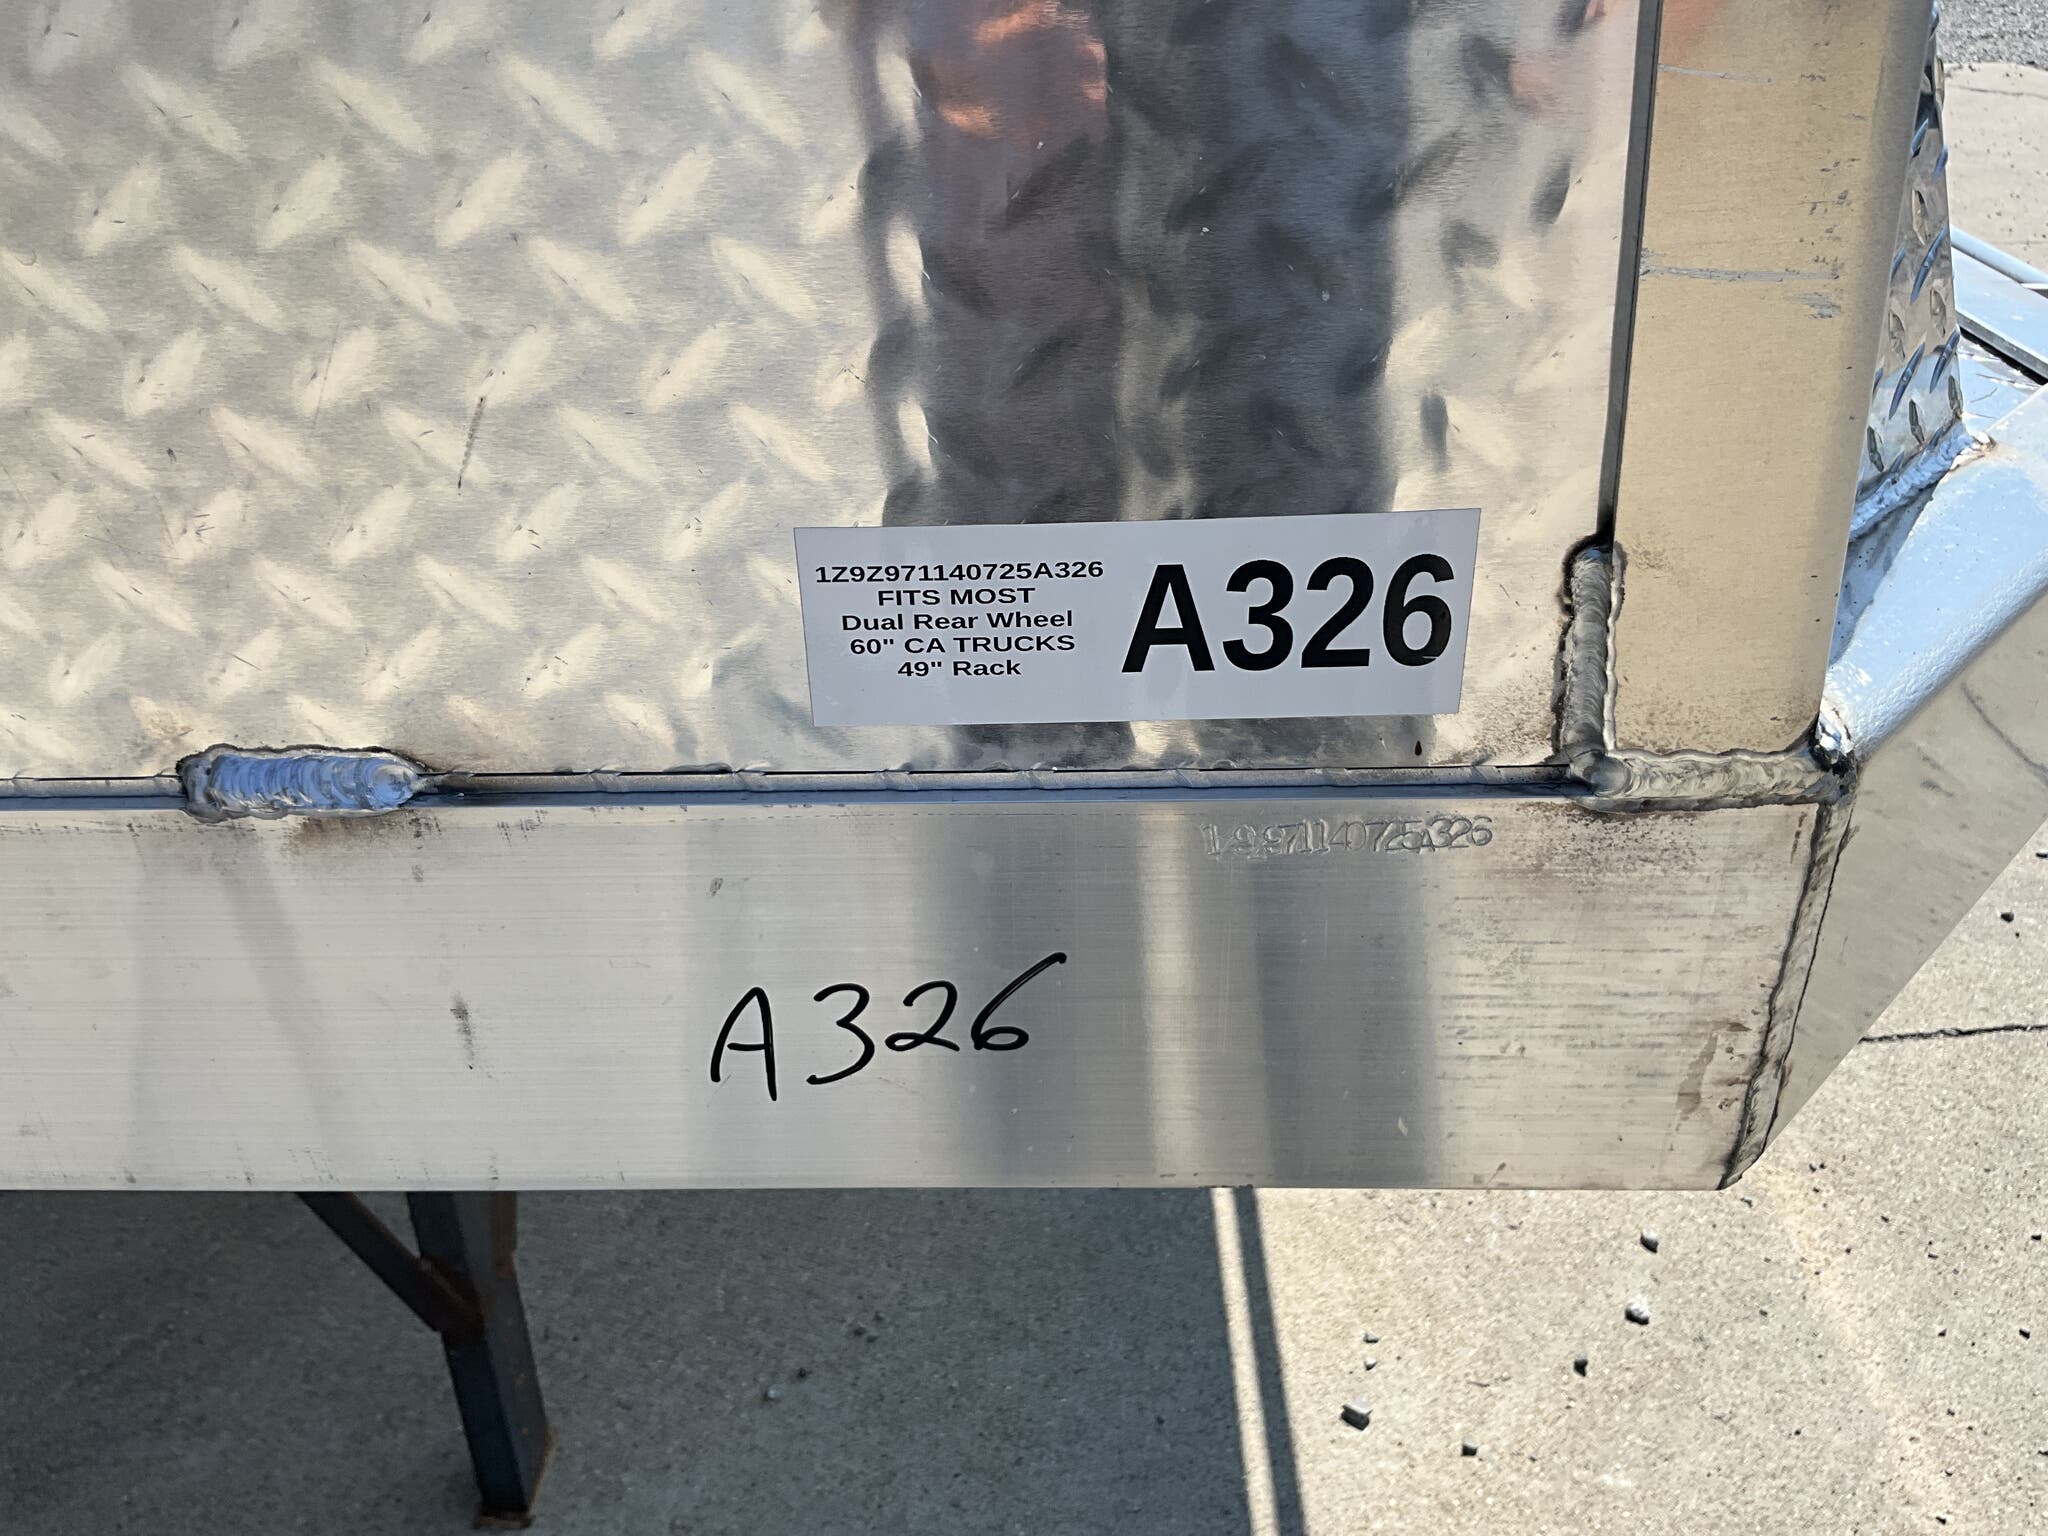 1Z9Z971140725A326
FITS MOST
Dual Rear Wheel
60" CA TRUCKS
49" Rack
A326
A326